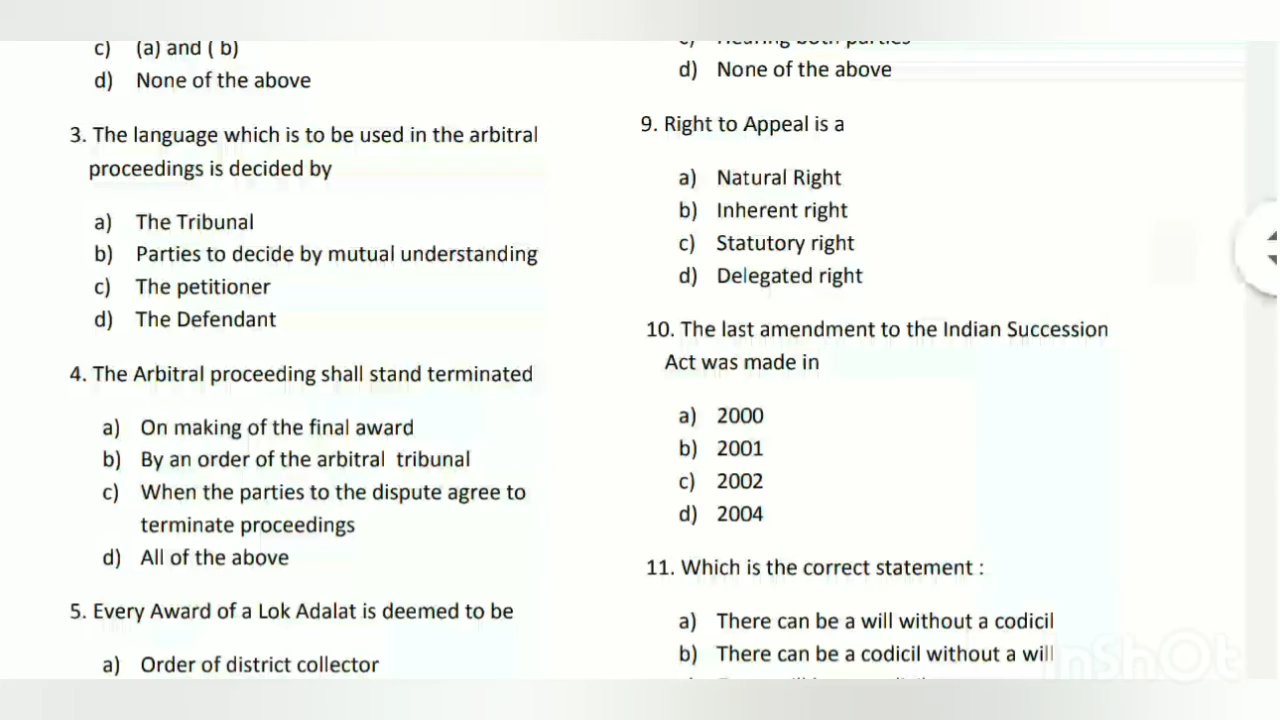 c) (a) and ( b)
d) None of the above
3. The language which is to be used in the arbitral
proceedings is decided by
a) The Tribunal
b) Parties to decide by mutual understanding
c) The petitioner
d) The Defendant
4. The Arbitral proceeding shall stand terminated
a) On making of the final award
b) By an order of the arbitral tribunal
c) When the parties to the dispute agree to
terminate proceedings
d) All of the above
5. Every Award of a Lok Adalat is deemed to be
a) Order of district collector
c) Hearing both parties
d) None of the above
9. Right to Appeal is a
a) Natural Right
b) Inherent right
c) Statutory right
d) Delegated right
10. The last amendment to the Indian Succession
Act was made in
a) 2000
b) 2001
c) 2002
d) 2004
11. Which is the correct statement :
a) There can be a will without a codicil
b) There can be a codicil without a will
InShOt